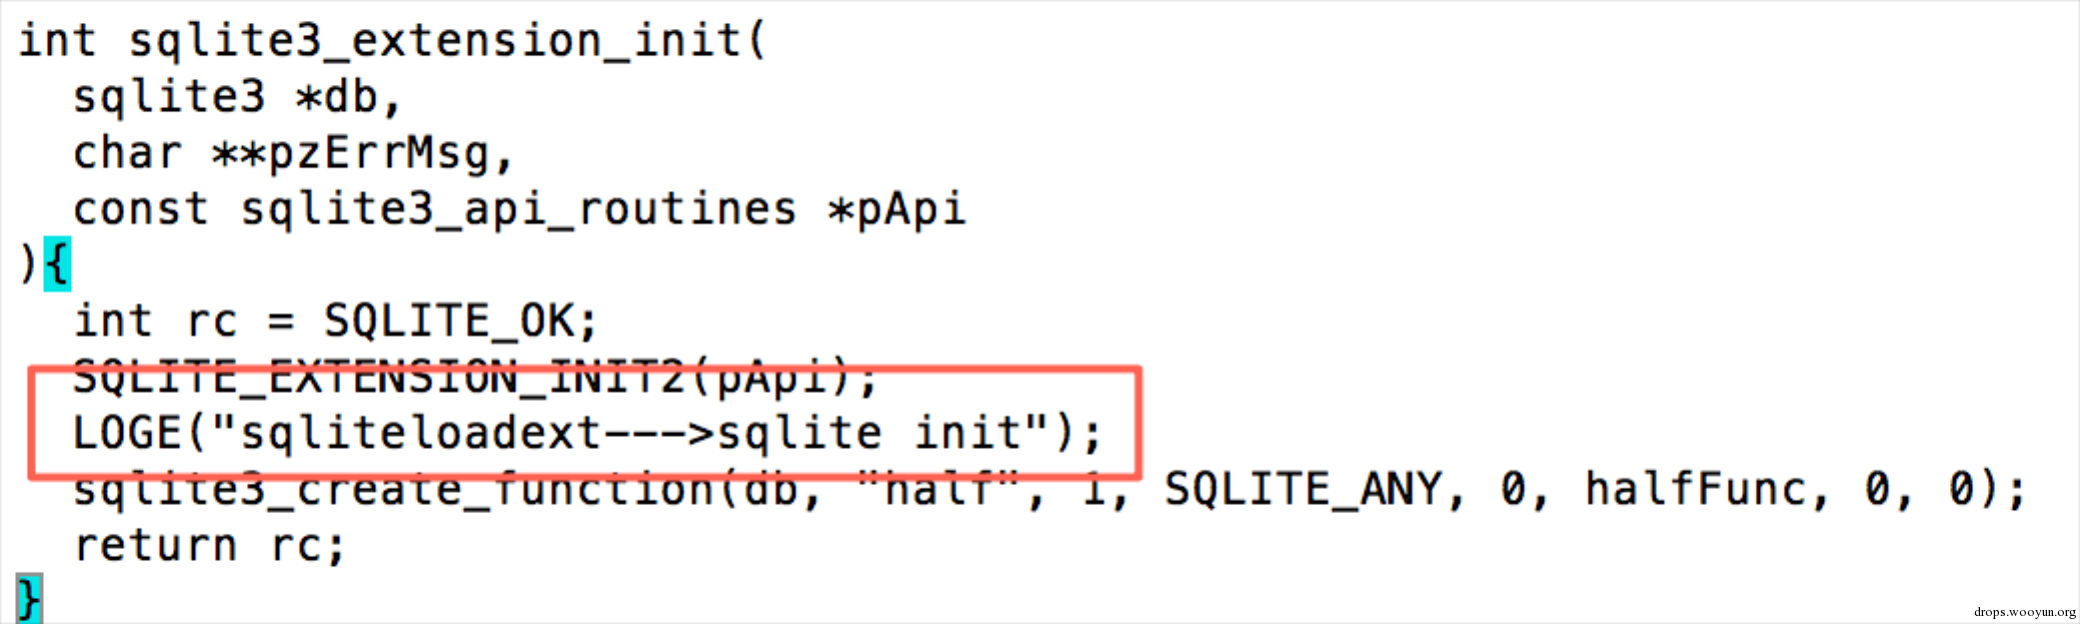 int sqlite3_extension_init(
  sqlite3 *db,
  char **pzErrMsg,
  const sqlite3_api_routines *pApi
){
  int rc = SQLITE_OK;
  SQLITE_EXTENSION_INIT2(pApi);
  LOGE("sqliteloadext--->sqlite init");
  sqlite3_create_function(db, "half", 1, SQLITE_ANY, 0, halfFunc, 0, 0);
  return rc;
}
drops.wooyun.org